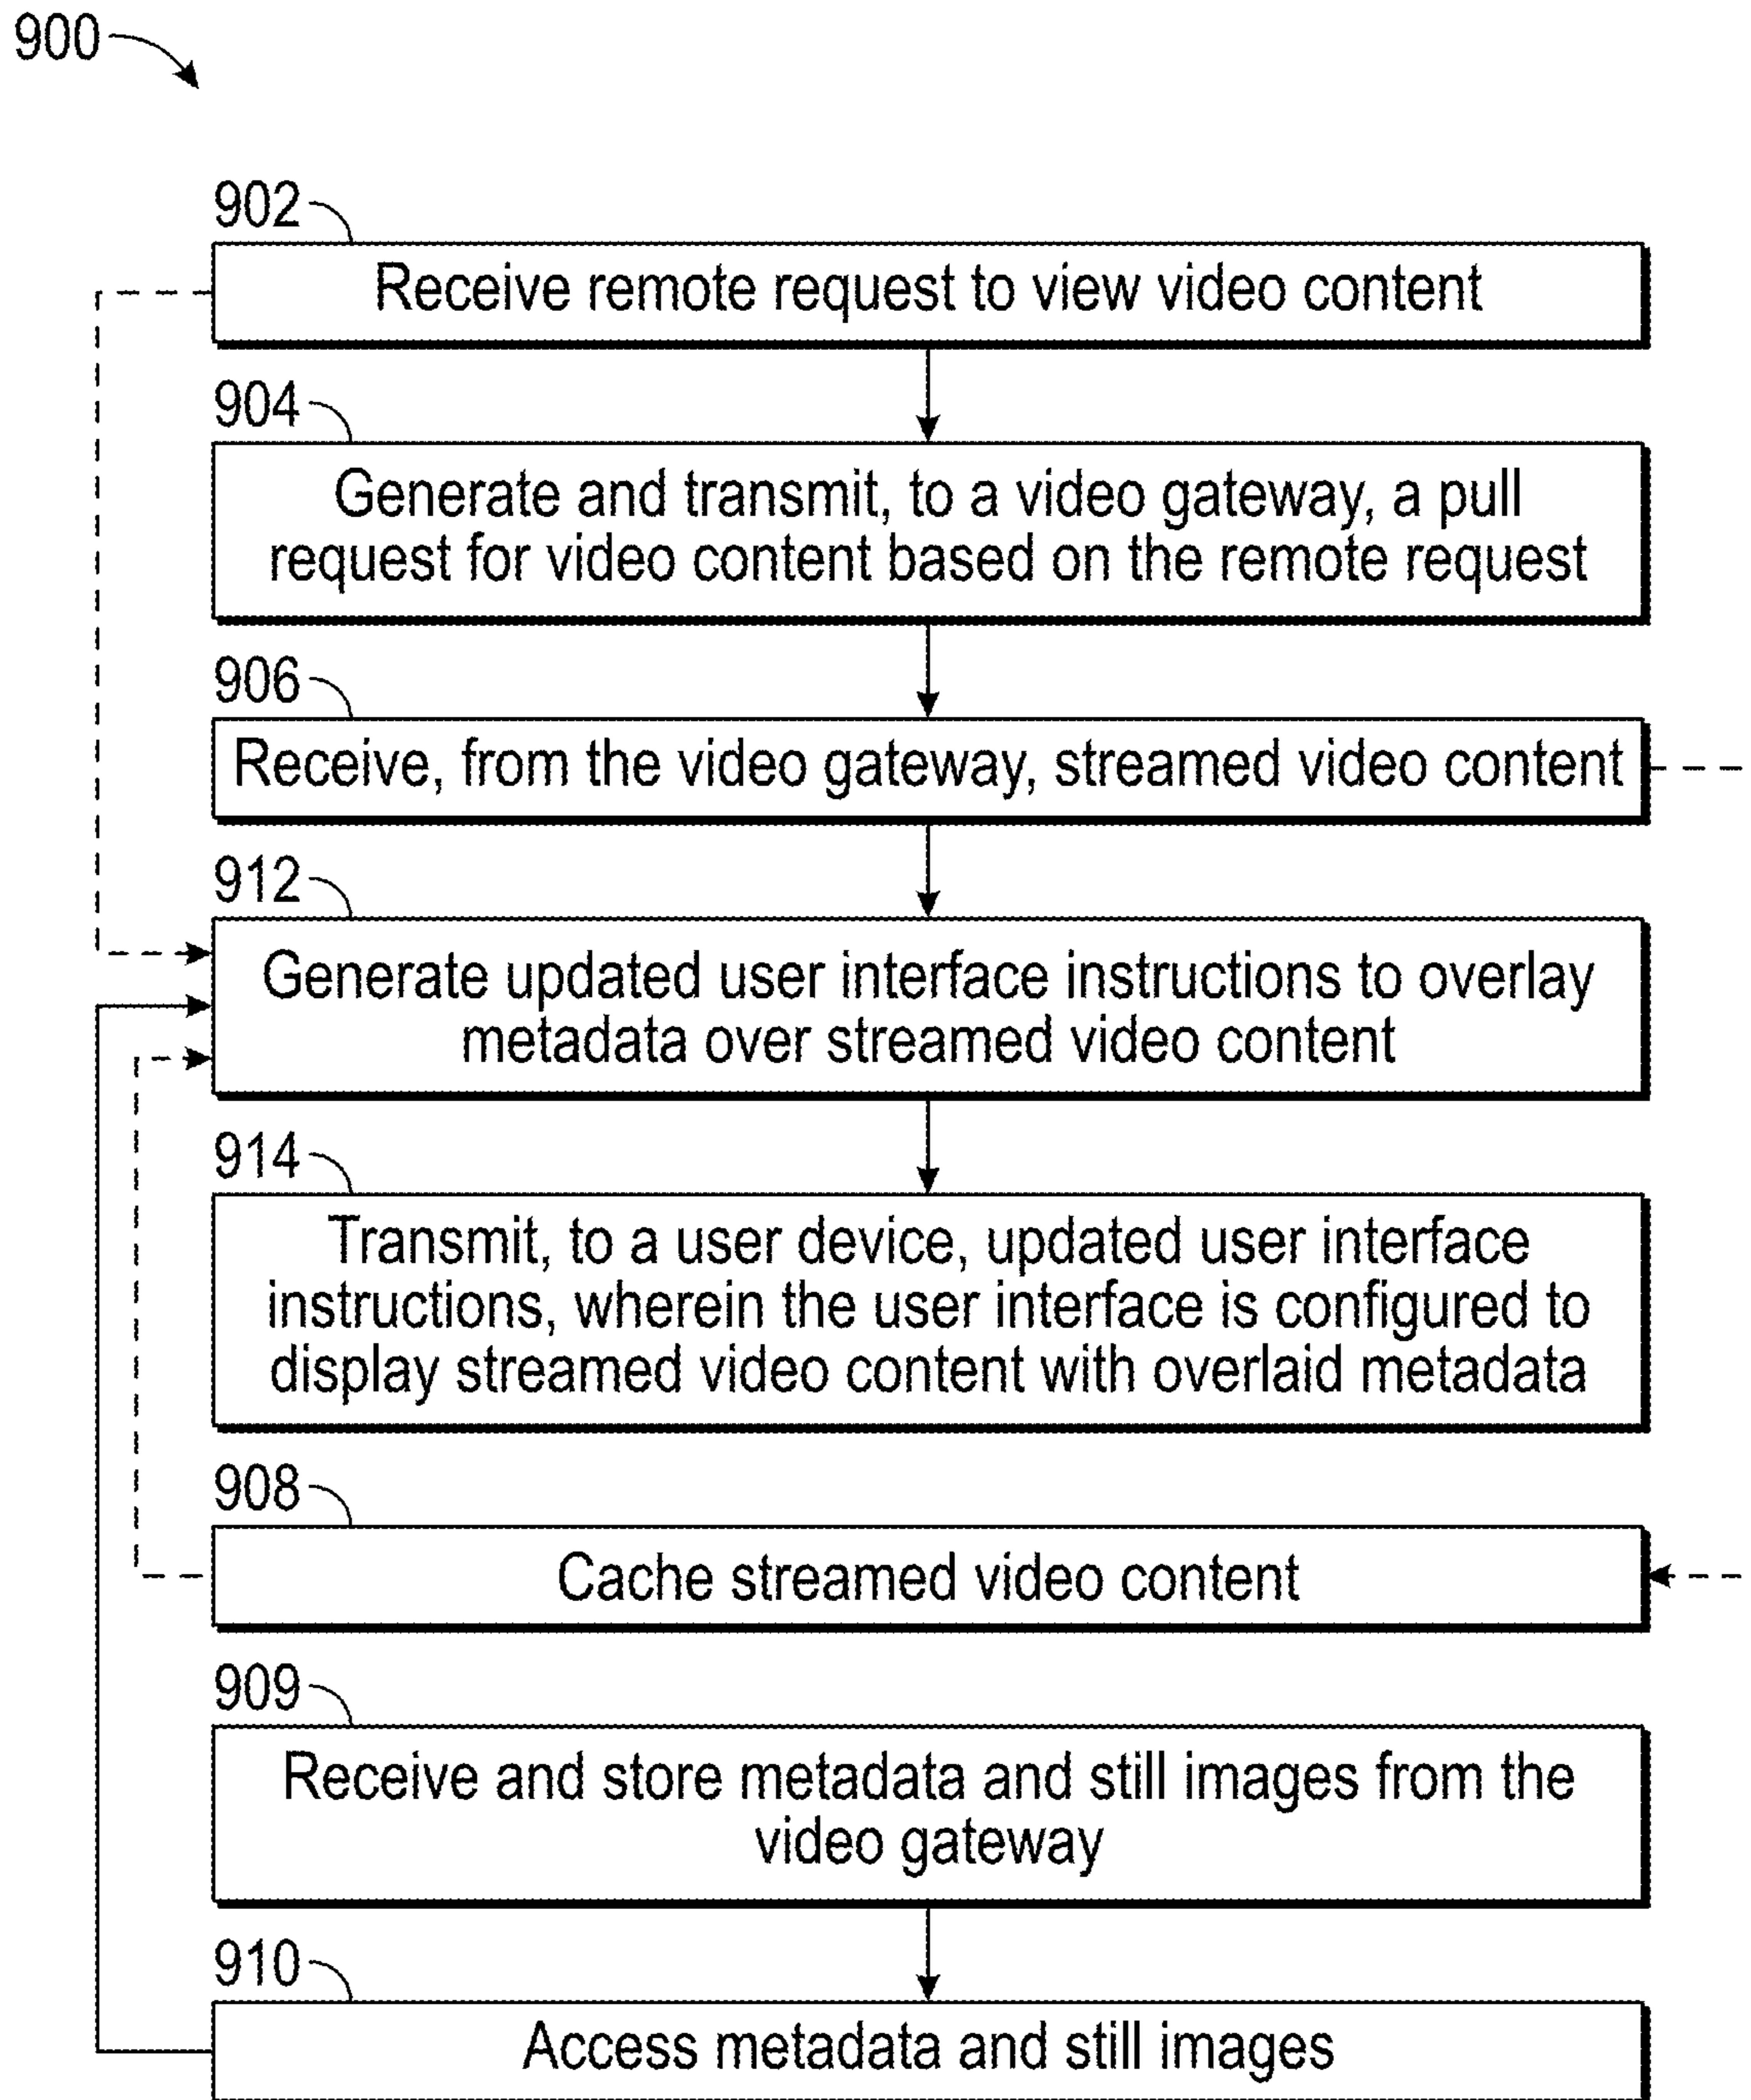 900
902
Receive remote request to view video content
904
Generate and transmit, to a video gateway, a pull
request for video content based on the remote request
906
Receive, from the video gateway, streamed video content
912
Generate updated user interface instructions to overlay
metadata over streamed video content
914
Transmit, to a user device, updated user interface
instructions, wherein the user interface is configured to
display streamed video content with overlaid metadata
908
Cache streamed video content
909
Receive and store metadata and still images from the
video gateway
910
Access metadata and still images